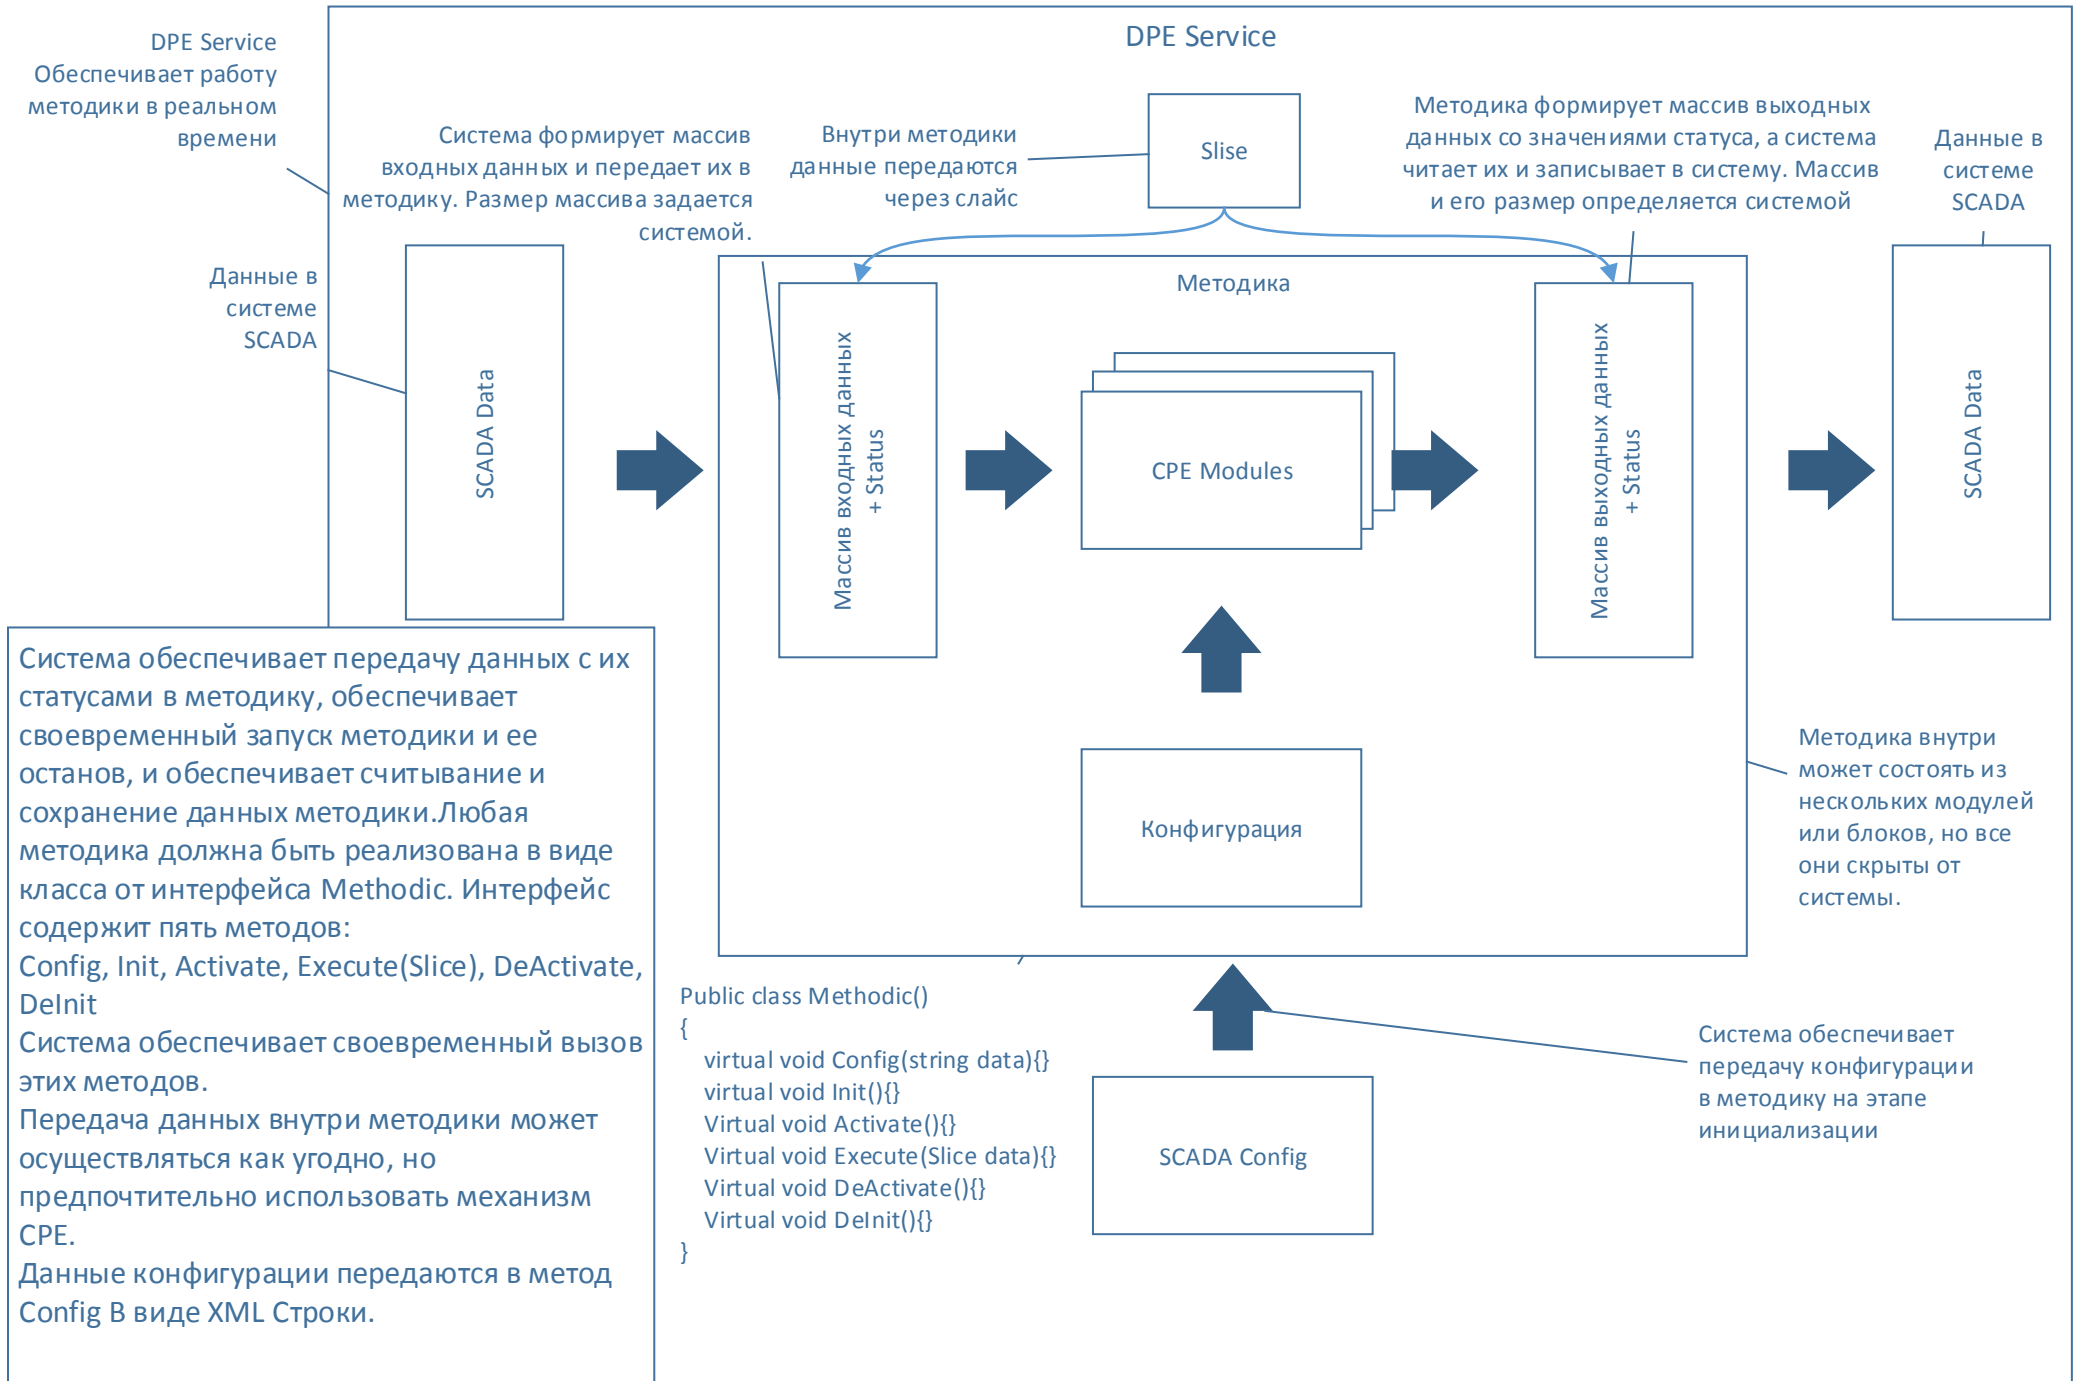 DPE Service
DPE Service
Обеспечивает работу
методики в реальном
времени
Система формирует массив
входных данных и передает их в
методику. Размер массива задается
системой.
Внутри методики
данные передаются
через слайс
Slise
Методика формирует массив выходных
данных со значениями статуса, а система
читает их и записывает в систему. Массив
и его размер определяется системой
Данные в
системе
SCADA
Данные в
системе
SCADA
SCADA Data
Методика
Массив входных данных
+ Status
CPE Modules
Массив выходных данных
+ Status
SCADA Data
Конфигурация
Методика внутри
может состоять из
нескольких модулей
или блоков, но все
они скрыты от
системы.
Система обеспечивает передачу данных с их
статусами в методику, обеспечивает
своевременный запуск методики и ее
останов, и обеспечивает считывание и
сохранение данных методики.Любая
методика должна быть реализована в виде
класса от интерфейса Methodic. Интерфейс
содержит пять методов:
Config, Init, Activate, Execute(Slice), DeActivate,
DeInit
Система обеспечивает своевременный вызов
этих методов.
Передача данных внутри методики может
осуществляться как угодно, но
предпочтительно использовать механизм
CPE.
Данные конфигурации передаются в метод
Config В виде XML Строки.
Public class Methodic()
{
virtual void Config(string data){}
virtual void Init(){}
Virtual void Activate(){}
Virtual void Execute(Slice data){}
Virtual void DeActivate(){}
Virtual void DeInit(){}
}
SCADA Config
Система обеспечивает
передачу конфигурации
в методику на этапе
инициализации